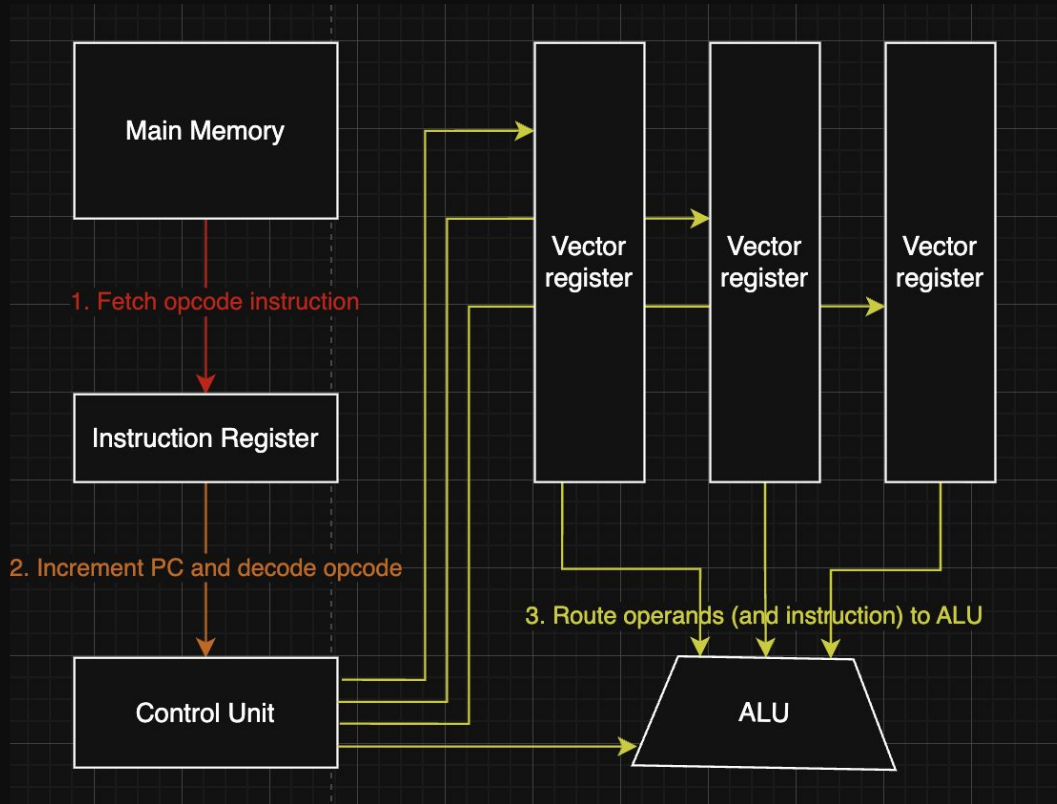 Main Memory
Vector
register
Vector
register
Vector
register
1. Fetch opcode instruction
Instruction Register
2. Increment PC and decode opcode
3. Route operands (and instruction) to ALU
Control Unit
ALU